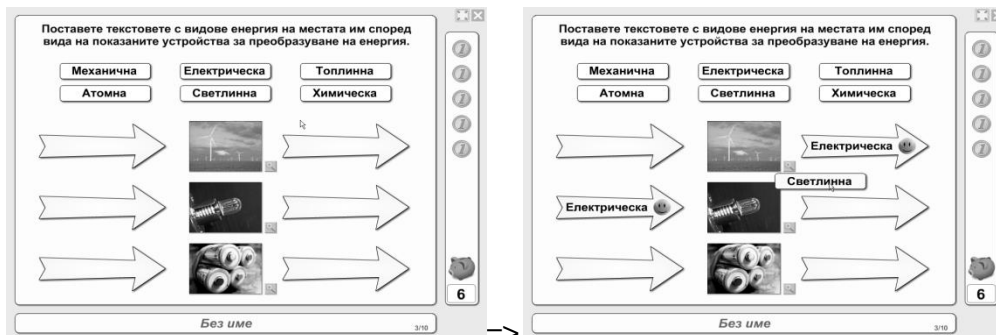 Поставете текстовете с видове енергия на местата им според
вида на показаните устройства за преобразуване на енергия.
Механична Електрическа Топлинна
Атомна Светлинна Химическа
6
Без име
3/10
-->
Поставете текстовете с видове енергия на местата им според
вида на показаните устройства за преобразуване на енергия.
Механична Електрическа Топлинна
Атомна Светлинна Химическа
Електрическа
Светлинна
Електрическа
6
Без име
3/10